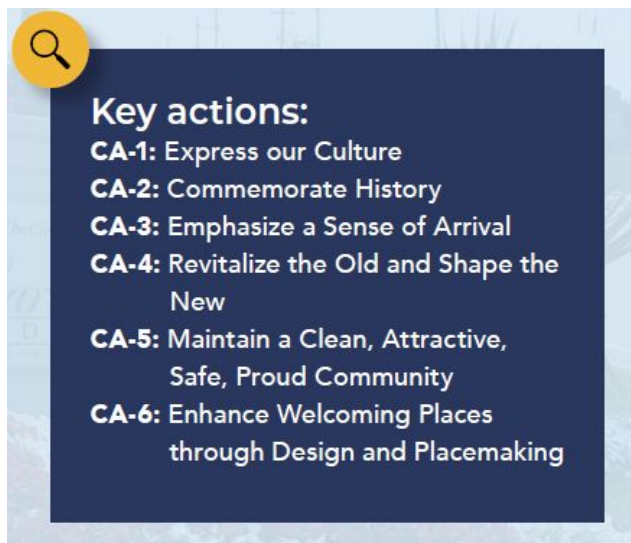 Key actions:
CA-1: Express our Culture
CA-2: Commemorate History
CA-3: Emphasize a Sense of Arrival
CA-4: Revitalize the Old and Shape the
New
CA-5: Maintain a Clean, Attractive,
Safe, Proud Community
CA-6: Enhance Welcoming Places
through Design and Placemaking